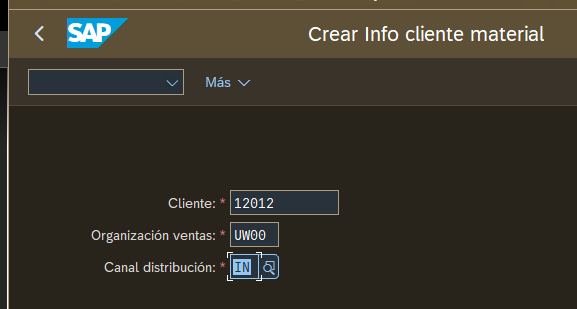 SAP Crear Info cliente material
Más
Cliente: * 12012
Organización ventas: * UW00
Canal distribución: * IN